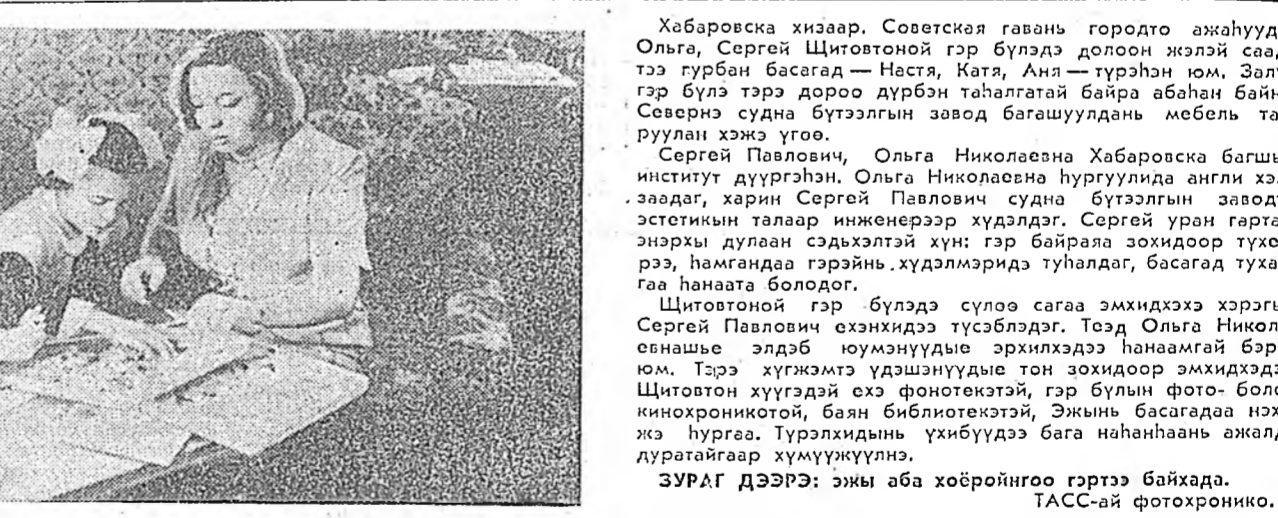 Хабаровска хизаар. Советская гавань городто ажаһууд
Ольга, Сергей Щитовтоной гэр бүлэдэ долоон жэлэй саа,
тээ гурбан басагад — Настя, Катя, Аня — түрэһэн юм. Зал
гэр бүлэ тэрэ дороо дүрбэн таһалгатай байра абаһан байн
Севернэ судна бүтээлгын завод багашуулдань мебель та
руулан хэжэ үгөө.
Сергей Павлович, Ольга Николаевна Хабаровска багшы
институт дүүргэһэн. Ольга Николаевна һургуулида англи хэ
заадаг, харин Сергей Павлович судна бүтээлгын завод
эстетикын талаар инженерээр хүдэлдэг. Сергей уран гарта
энэрхы дулаан сэдьхэлтэй хүн: гэр байраяа зохидоор түхе
рээ, һамгандаа гэрэйнь хүдэлмэридэ туһалдаг, басагад туха
гаа һанаата болодог.
Щитовтоной гэр бүлэдэ сүлөө сагаа эмхидхэхэ хэрэгы
Сергей Павлович ехэнхидээ түсэблэдэг. Теэд Ольга Никол
евнашье элдэб юумэнүүдые эрхилхэдээ һанаамгай бэр
юм. Тэрэ хүгжэмтэ үдэшэнүүдые тон зохидоор эмхидхэдэ
Щитовтон хүүгэдэй ехэ фонотекэтэй, гэр бүлын фото- боло
кинохроникотой, баян библиотекэтэй, Эжынь басагадаа нэх
жэ һургаа. Түрэлхидынь үхибүүдээ бага наһанһаань ажалд
дуратайгаар хүмүүжүүлнэ.
ЗУРАГ ДЭЭРЭ: эжы аба хоёройнгоо гэртээ байхада.
ТАСС-ай фотохронико.